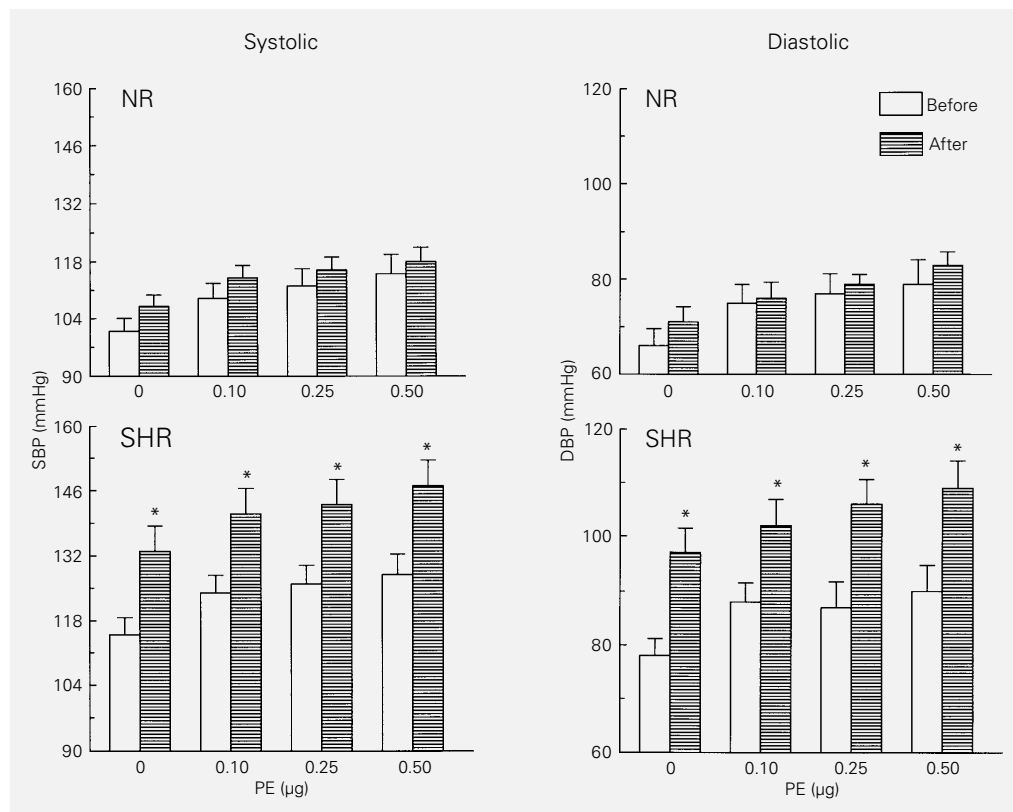 Systolic
Diastolic
NR
160
146
132
118
104
90
0 0.10 0.25 0.50
NR
120
100
80
60
0 0.10 0.25 0.50
Before
After
SBP (mmHg)
DBP (mmHg)
SHR
160
146
132
118
104
90
* * * *
0 0.10 0.25 0.50
PE (µg)
SHR
120
100
80
60
* * * *
0 0.10 0.25 0.50
PE (µg)